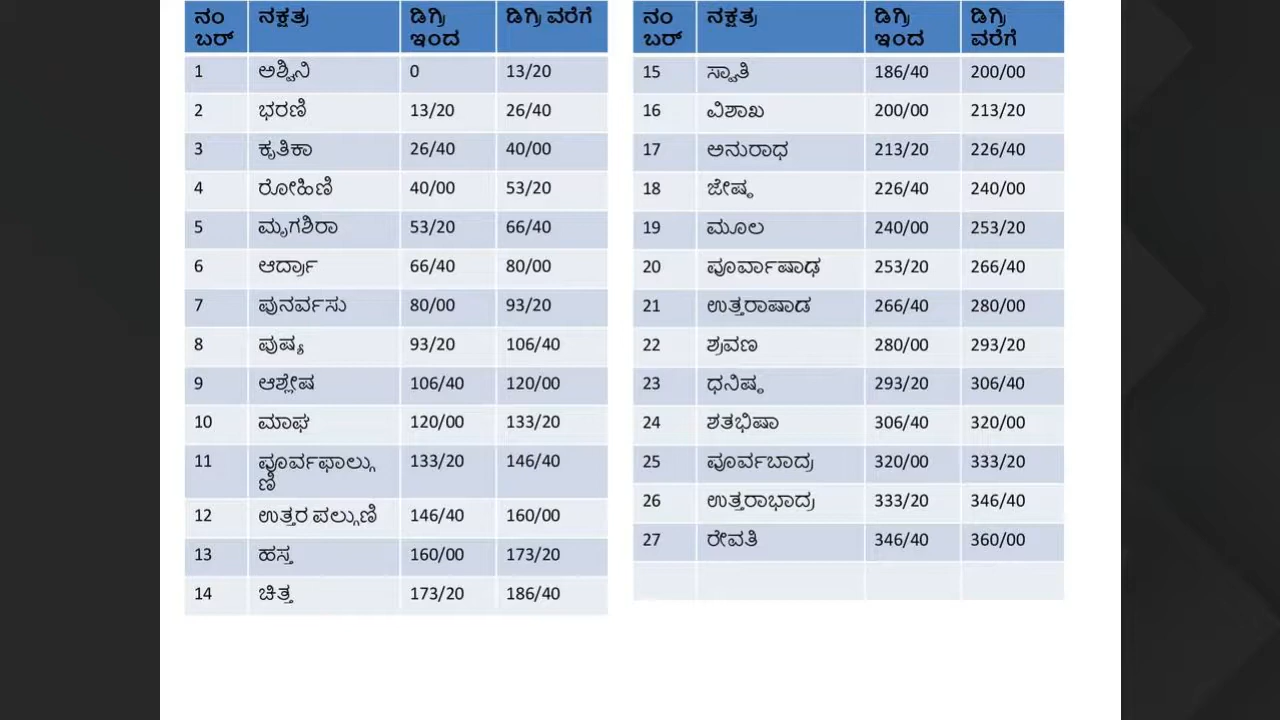 ನಂ ನಕ್ಷತ್ರ ಡಿಗ್ರಿ ಡಿಗ್ರಿ ವರೆಗೆ
ಬರ್ ಇಂದ
1 ಅಶ್ವಿನಿ 0 13/20
2 ಭರಣಿ 13/20 26/40
3 ಕೃತಿಕಾ 26/40 40/00
4 ರೋಹಿಣಿ 40/00 53/20
5 ಮೃಗಶಿರಾ 53/20 66/40
6 ಆರ್ದ್ರಾ 66/40 80/00
7 ಪುನರ್ವಸು 80/00 93/20
8 ಪುಷ್ಯ 93/20 106/40
9 ಆಶ್ಲೇಷ 106/40 120/00
10 ಮಾಘ 120/00 133/20
11 ಪೂರ್ವಫಾಲ್ಗು 133/20 146/40
ಣಿ
12 ಉತ್ತರ ಪಲ್ಗುಣಿ 146/40 160/00
13 ಹಸ್ತ 160/00 173/20
14 ಚಿತ್ತ 173/20 186/40
ನಂ ನಕ್ಷತ್ರ ಡಿಗ್ರಿ ಡಿಗ್ರಿ
ಬರ್ ಇಂದ ವರೆಗೆ
15 ಸ್ವಾತಿ 186/40 200/00
16 ವಿಶಾಖ 200/00 213/20
17 ಅನುರಾಧ 213/20 226/40
18 ಜೇಷ್ಠ 226/40 240/00
19 ಮೂಲ 240/00 253/20
20 ಪೂರ್ವಾಷಾಢ 253/20 266/40
21 ಉತ್ತರಾಷಾಡ 266/40 280/00
22 ಶ್ರವಣ 280/00 293/20
23 ಧನಿಷ್ಠ 293/20 306/40
24 ಶತಭಿಷಾ 306/40 320/00
25 ಪೂರ್ವಬಾದ್ರ 320/00 333/20
26 ಉತ್ತರಾಭಾದ್ರ 333/20 346/40
27 ರೇವತಿ 346/40 360/00